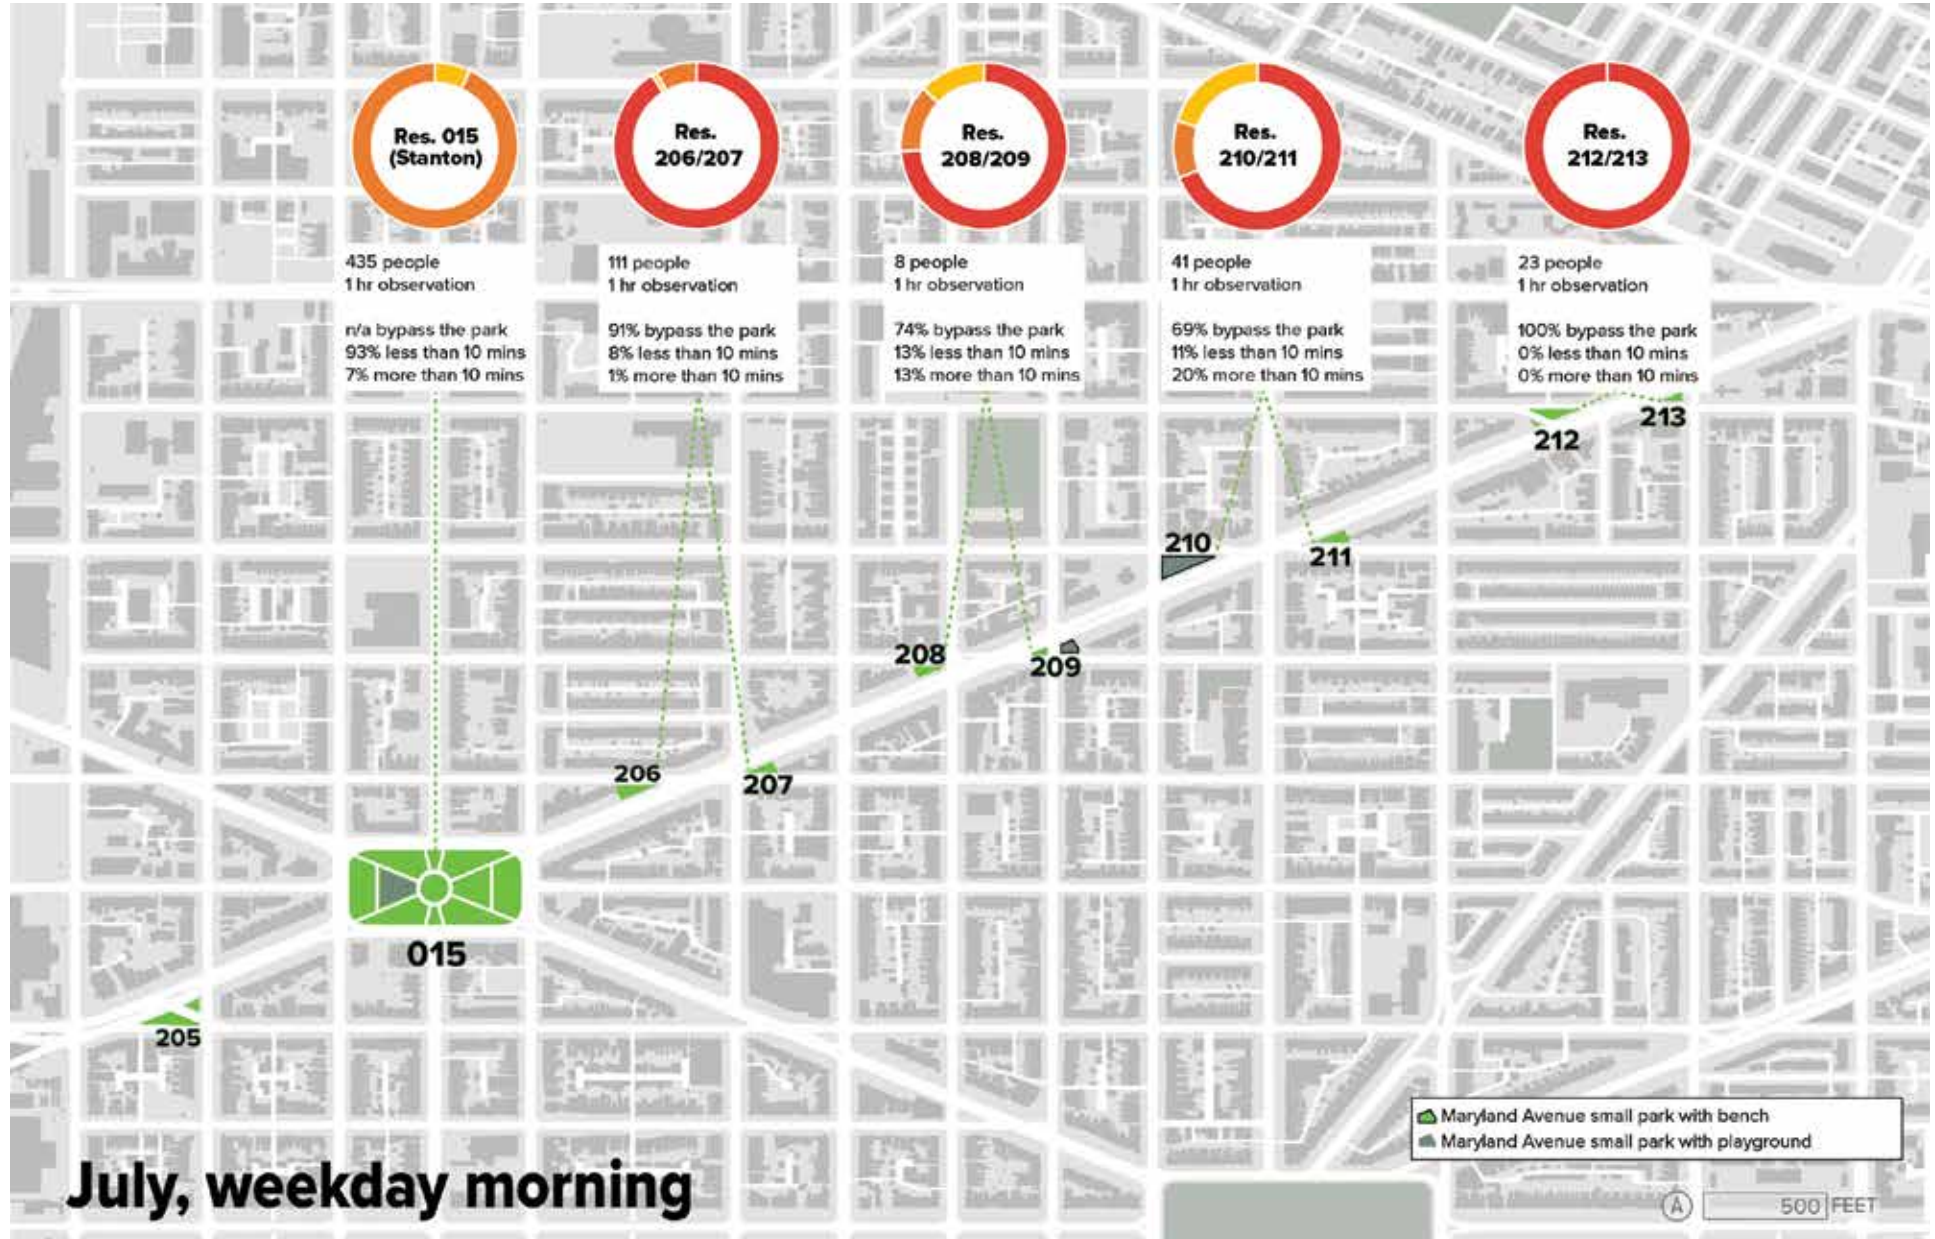 Res. 015
(Stanton)
435 people
1 hr observation
n/a bypass the park
93% less than 10 mins
7% more than 10 mins
Res.
206/207
111 people
1 hr observation
91% bypass the park
8% less than 10 mins
1% more than 10 mins
Res.
208/209
8 people
1 hr observation
74% bypass the park
13% less than 10 mins
13% more than 10 mins
Res.
210/211
41 people
1 hr observation
69% bypass the park
11% less than 10 mins
20% more than 10 mins
Res.
212/213
23 people
1 hr observation
100% bypass the park
0% less than 10 mins
0% more than 10 mins
213
212
210
211
208
209
206
207
015
205
Maryland Avenue small park with bench
Maryland Avenue small park with playground
July, weekday morning
A
500 FEET